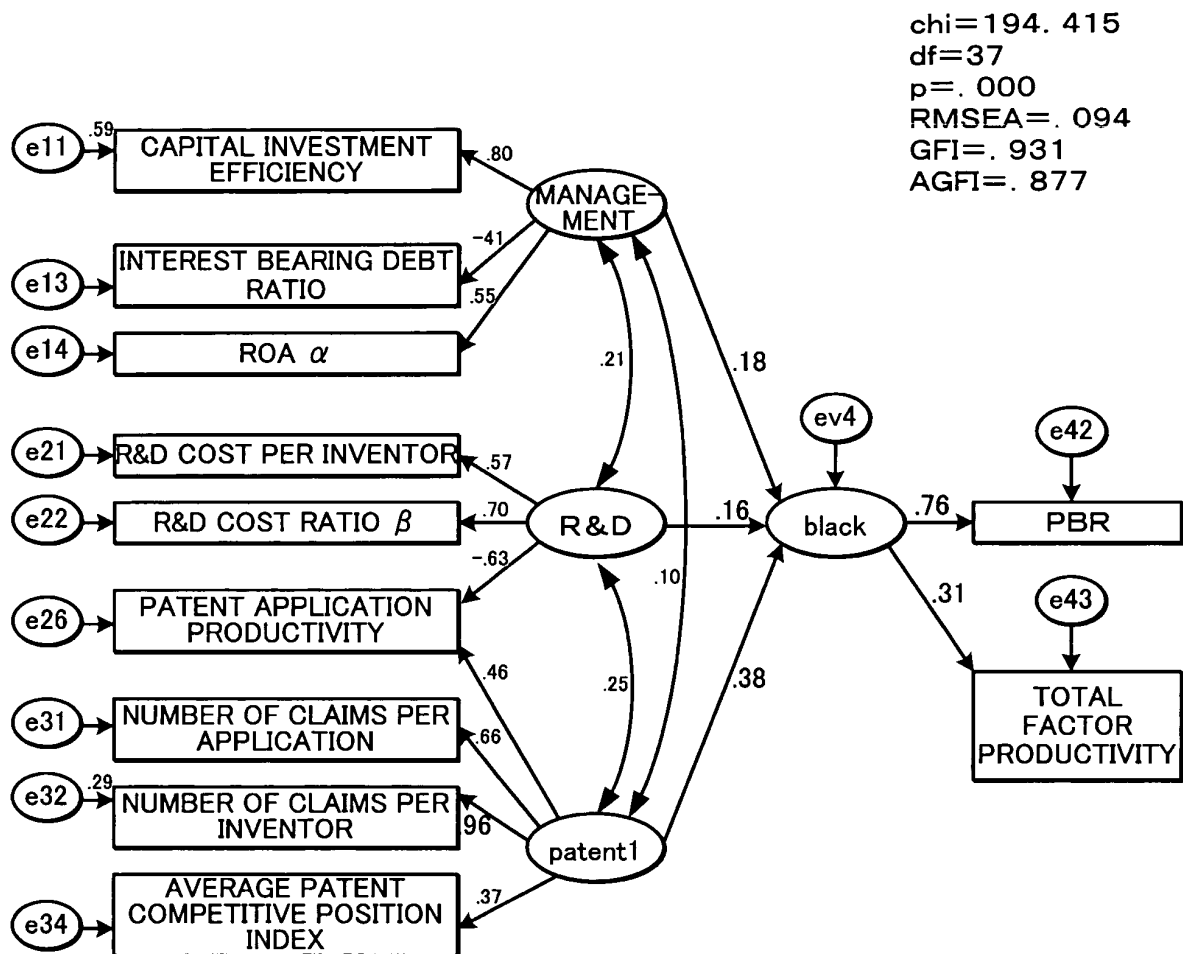 chi=194. 415
df=37
p=. 000
RMSEA=. 094
GFI=. 931
AGFI=. 877
e11
.59
CAPITAL INVESTMENT
EFFICIENCY
.80
MANAGE-
MENT
e13
INTEREST BEARING DEBT
RATIO
-41
e14
ROA α
.55
.21
.18
ev4
e42
e21
R&D COST PER INVENTOR
.57
e22
R&D COST RATIO β
.70
R&D
.16
black
.76
PBR
-.63
.10
e26
PATENT APPLICATION
PRODUCTIVITY
.46
.25
.38
.31
e43
TOTAL
FACTOR
PRODUCTIVITY
e31
NUMBER OF CLAIMS PER
APPLICATION
.66
e32
.29
NUMBER OF CLAIMS PER
INVENTOR
.96
patent1
e34
AVERAGE PATENT
COMPETITIVE POSITION
INDEX
.37